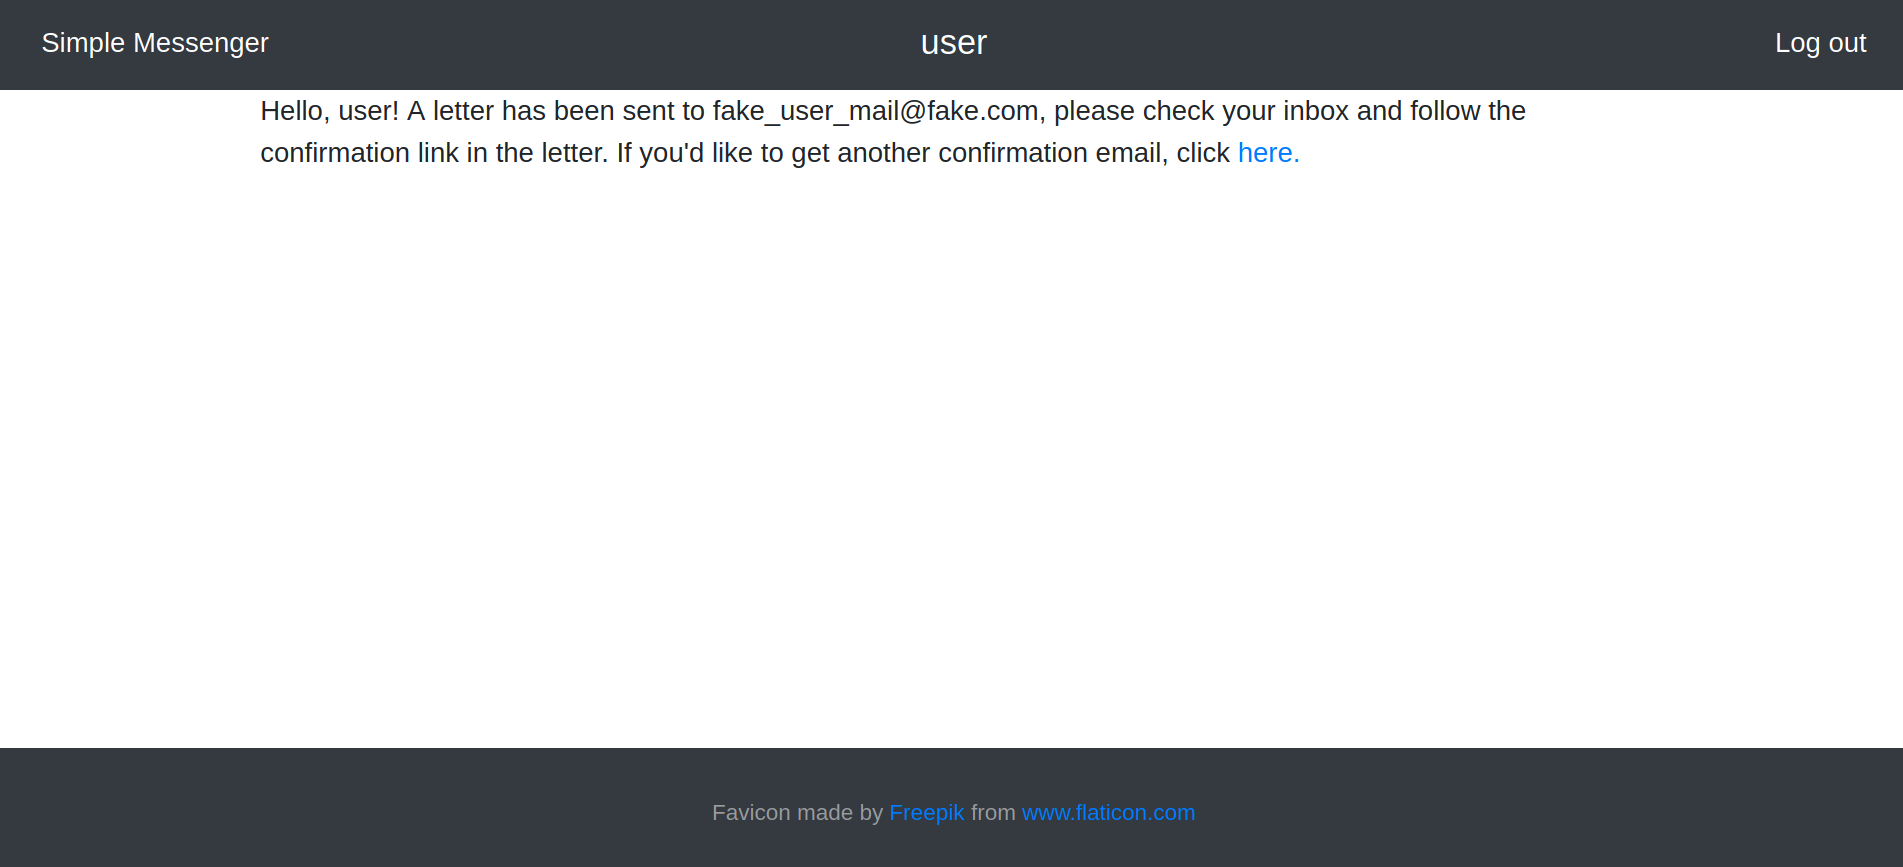 Simple Messenger
user
Log out
Hello, user! A letter has been sent to fake_user_mail@fake.com, please check your inbox and follow the
confirmation link in the letter. If you'd like to get another confirmation email, click here.
Favicon made by Freepik from www.flaticon.com